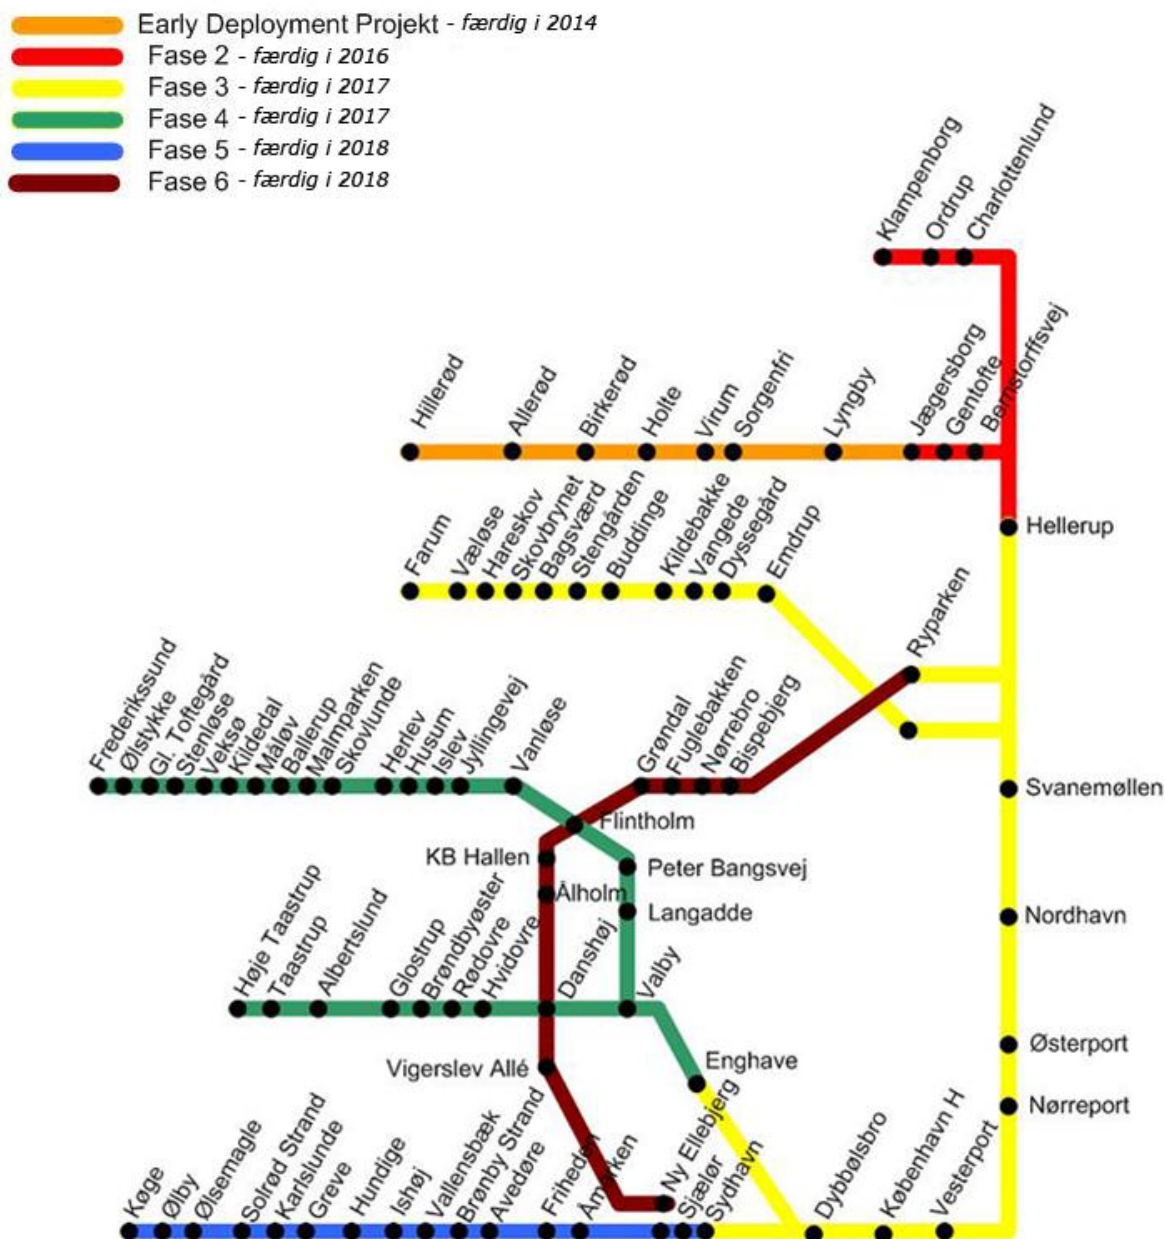 Early Deployment Projekt - færdig i 2014
Fase 2 - færdig i 2016
Fase 3 - færdig i 2017
Fase 4 - færdig i 2017
Fase 5 - færdig i 2018
Fase 6 - færdig i 2018
Klampenborg
Ordrup
Charlottenlund
Hillerød
Allerød
Birkerød
Holte
Virum
Sorgenfri
Lyngby
Jægersborg
Gentofte
Bernstorffsvej
Hellerup
Farum
Væløse
Hareskov
Skovbrynet
Bagsværd
Stengården
Buddinge
Kildebakke
Vangede
Dyssegård
Emdrup
Ryparken
Svanemøllen
Frederikssund
Ølstykke
Gl. Toftegård
Stenløse
Veksø
Kildedal
Måløv
Ballerup
Malmparken
Skovlunde
Herlev
Husum
Islev
Jyllingevej
Vanløse
Grøndal
Fuglebakken
Nørrebro
Bispebjerg
Flintholm
KB Hallen
Peter Bangsvej
Ålholm
Langadde
Nordhavn
Høje Taastrup
Taastrup
Albertslund
Glostrup
Brøndbyøster
Rødovre
Hvidovre
Danshøj
Valby
Vigerslev Allé
Enghave
Østerport
Nørreport
Køge
Ølby
Ølsemagle
Solrød Strand
Karlslunde
Greve
Hundige
Ishøj
Vallensbæk
Brønby Strand
Avedøre
Friheden
Åmarken
Ny Ellebjerg
Sjælør
Sydhavn
Dybbølsbro
København H
Vesterport